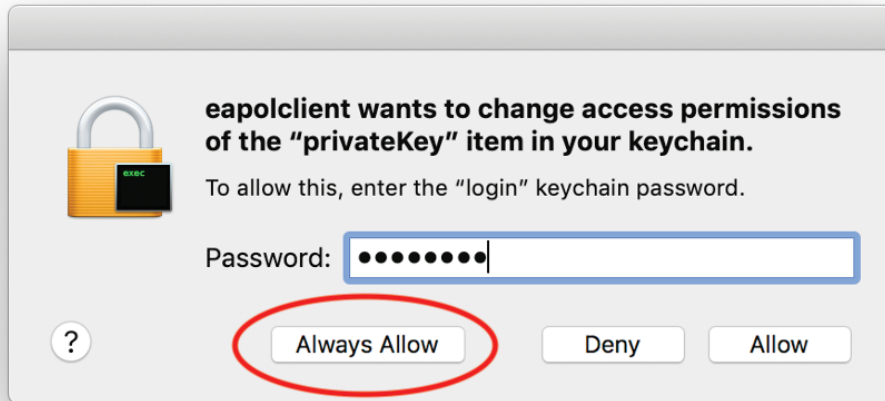 eapolclient wants to change access permissions
of the “privateKey” item in your keychain.
exec
To allow this, enter the “login” keychain password.
Password: ••••••••
? Always Allow Deny Allow